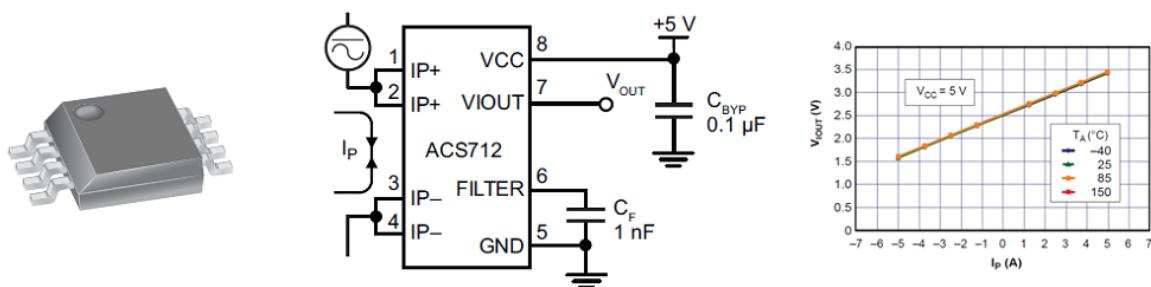 +5 V
1
IP+
2
IP+
IP
3
IP–
4
IP–
ACS712
VCC
8
VIOUT
7
VOUT
FILTER
6
GND
5
CBYP
0.1 µF
CF
1 nF
4.0
3.5
3.0
2.5
2.0
1.5
1.0
0.5
0
VIOUT (V)
VCC = 5 V
TA (°C)
–40
25
85
150
–7 –6 –5 –4 –3 –2 –1 0 1 2 3 4 5 6 7
IP (A)